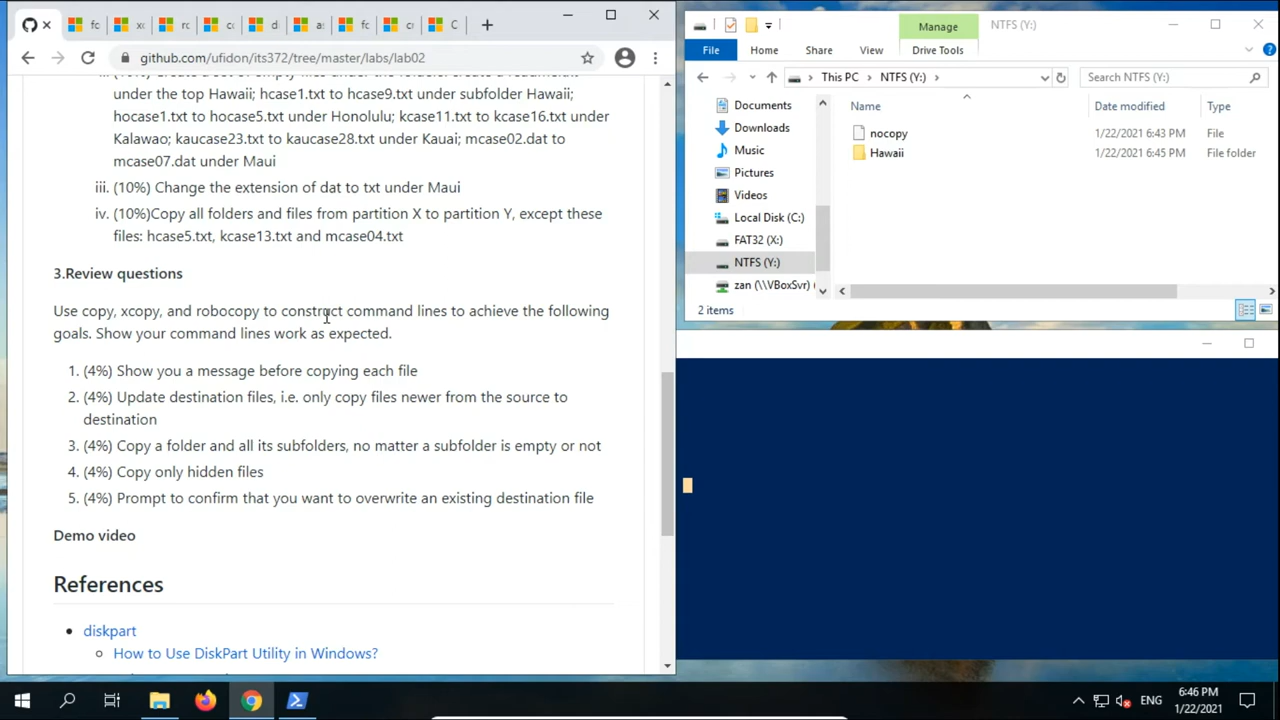 fc
xc
rc
cc
di
as
fc
cc
C
github.com/ufidon/its372/tree/master/labs/lab02
under the top Hawaii; hcase1.txt to hcase9.txt under subfolder Hawaii;
hocase1.txt to hocase5.txt under Honolulu; kcase11.txt to kcase16.txt under
Kalawao; kaucase23.txt to kaucase28.txt under Kauai; mcase02.dat to
mcase07.dat under Maui
iii. (10%) Change the extension of dat to txt under Maui
iv. (10%)Copy all folders and files from partition X to partition Y, except these
files: hcase5.txt, kcase13.txt and mcase04.txt
3.Review questions
Use copy, xcopy, and robocopy to construct command lines to achieve the following
goals. Show your command lines work as expected.
1. (4%) Show you a message before copying each file
2. (4%) Update destination files, i.e. only copy files newer from the source to
destination
3. (4%) Copy a folder and all its subfolders, no matter a subfolder is empty or not
4. (4%) Copy only hidden files
5. (4%) Prompt to confirm that you want to overwrite an existing destination file
Demo video
References
diskpart
How to Use DiskPart Utility in Windows?
Manage NTFS (Y:)
File Home Share View Drive Tools
This PC > NTFS (Y:) > Search NTFS (Y:)
Documents
Downloads
Music
Pictures
Videos
Local Disk (C:)
FAT32 (X:)
NTFS (Y:)
zan (\\VBoxSvr) (
Name Date modified Type
nocopy 1/22/2021 6:43 PM File
Hawaii 1/22/2021 6:45 PM File folder
2 items
ENG
6:46 PM
1/22/2021